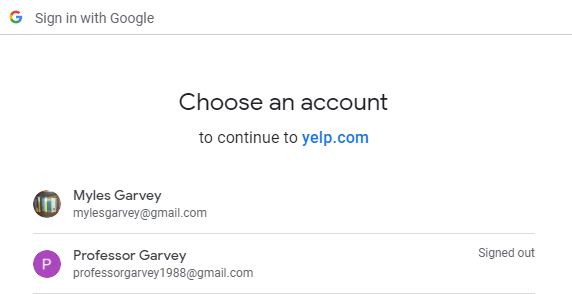 Sign in with Google
Choose an account
to continue to yelp.com
Myles Garvey
mylesgarvey@gmail.com
Professor Garvey
Signed out
professorgarvey1988@gmail.com
P